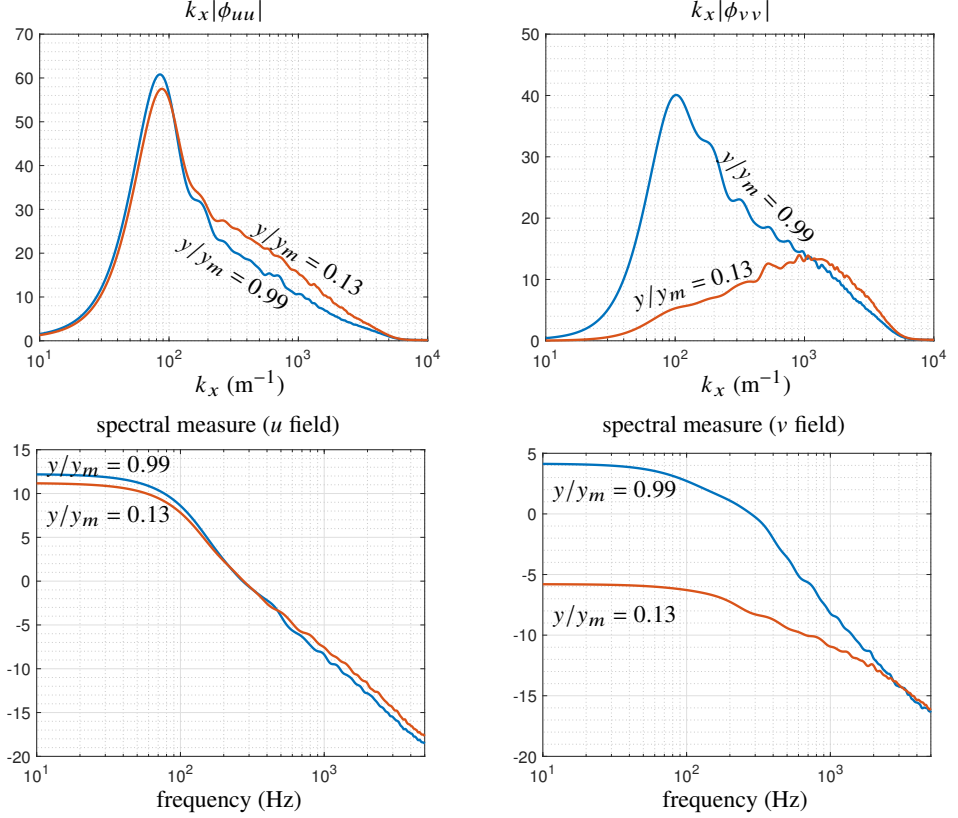 k_x|ϕ_uu|
70
60
50
40
30
20
10
0
y/y_m = 0.13
y/y_m = 0.99
10^1
10^2
10^3
10^4
k_x (m^−1)
k_x|ϕ_vv|
50
40
30
20
10
0
y/y_m = 0.99
y/y_m = 0.13
10^1
10^2
10^3
10^4
k_x (m^−1)
spectral measure (u field)
15
10
5
0
-5
-10
-15
-20
y/y_m = 0.99
y/y_m = 0.13
10^1
10^2
10^3
frequency (Hz)
spectral measure (v field)
5
0
-5
-10
-15
-20
y/y_m = 0.99
y/y_m = 0.13
10^1
10^2
10^3
frequency (Hz)